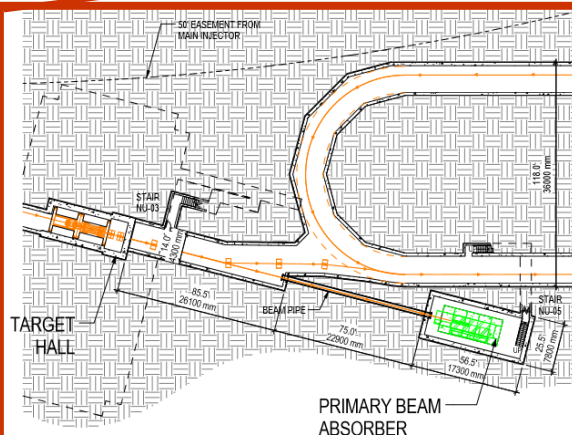 50' EASEMENT FROM
MAIN INJECTOR
118.0'
36000 mm
STAIR
NU-03
14.0'
4300 mm
85.5'
26100 mm
BEAM PIPE
75.0'
22900 mm
STAIR
NU-05
25.5'
7800 mm
56.5'
17300 mm
TARGET
HALL
PRIMARY BEAM
ABSORBER